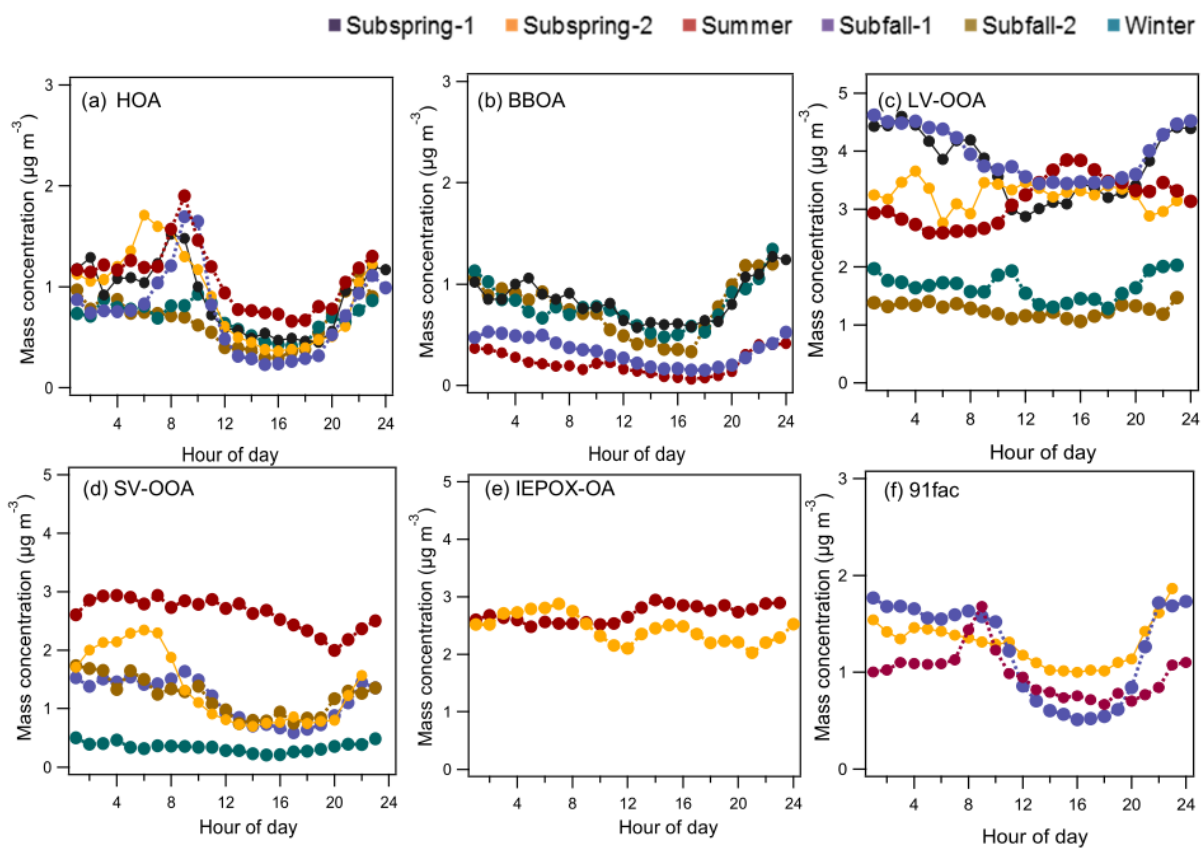 Subspring-1 Subspring-2 Summer Subfall-1 Subfall-2 Winter
(a) HOA
Mass concentration (µg m⁻³)
3
2
1
0
4 8 12 16 20 24
Hour of day
(b) BBOA
Mass concentration (µg m⁻³)
3
2
1
0
4 8 12 16 20 24
Hour of day
(c) LV-OOA
Mass concentration (µg m⁻³)
5
4
3
2
1
0
4 8 12 16 20 24
Hour of day
(d) SV-OOA
Mass concentration (µg m⁻³)
5
4
3
2
1
0
4 8 12 16 20 24
Hour of day
(e) IEPOX-OA
Mass concentration (µg m⁻³)
5
4
3
2
1
0
4 8 12 16 20 24
Hour of day
(f) 91fac
Mass concentration (µg m⁻³)
3
2
1
0
4 8 12 16 20 24
Hour of day